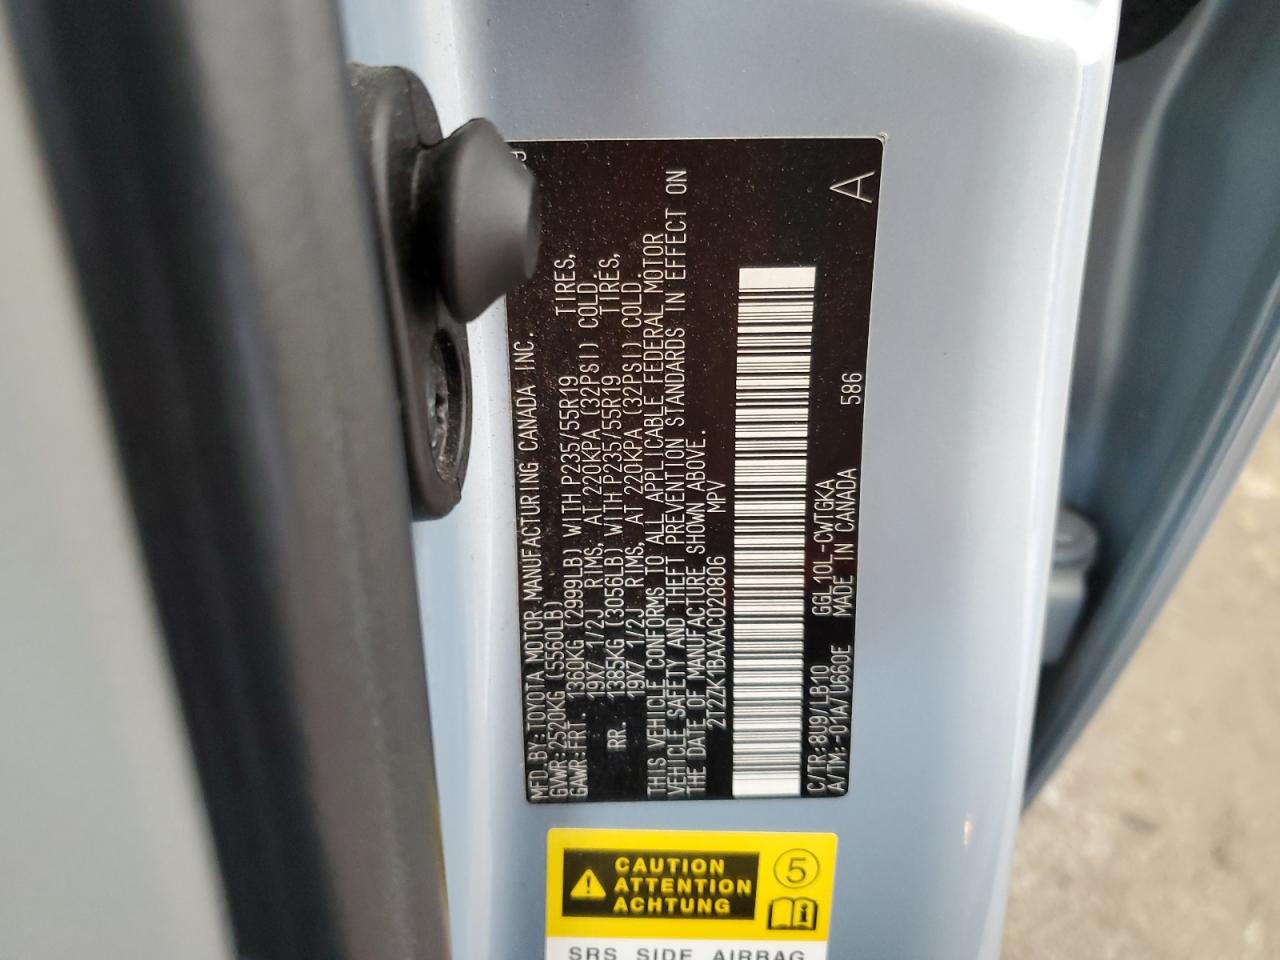 MFD.BY:TOYOTA MOTOR MANUFACTURING CANADA INC.
GVWR:2520KG (5560LB)
GAWR:FRT. 1360KG (2999LB) WITH P235/55R19 TIRES,
19X7 1/2J RIMS, AT 220KPA (32PSI) COLD.
RR. 1385KG (3056LB) WITH P235/55R19 TIRES,
19X7 1/2J RIMS, AT 220KPA (32PSI) COLD.
THIS VEHICLE CONFORMS TO ALL APPLICABLE FEDERAL MOTOR
VEHICLE SAFETY AND THEFT PREVENTION STANDARDS IN EFFECT ON
THE DATE OF MANUFACTURE SHOWN ABOVE.
2T2ZK1BAXAC020806 MPV
C/TR:8U9/LB10 GGL10L-CWTGKA 586
A/TM:-01A/U660E MADE IN CANADA
A
CAUTION
ATTENTION
ACHTUNG
5
SRS SIDE AIRBAG